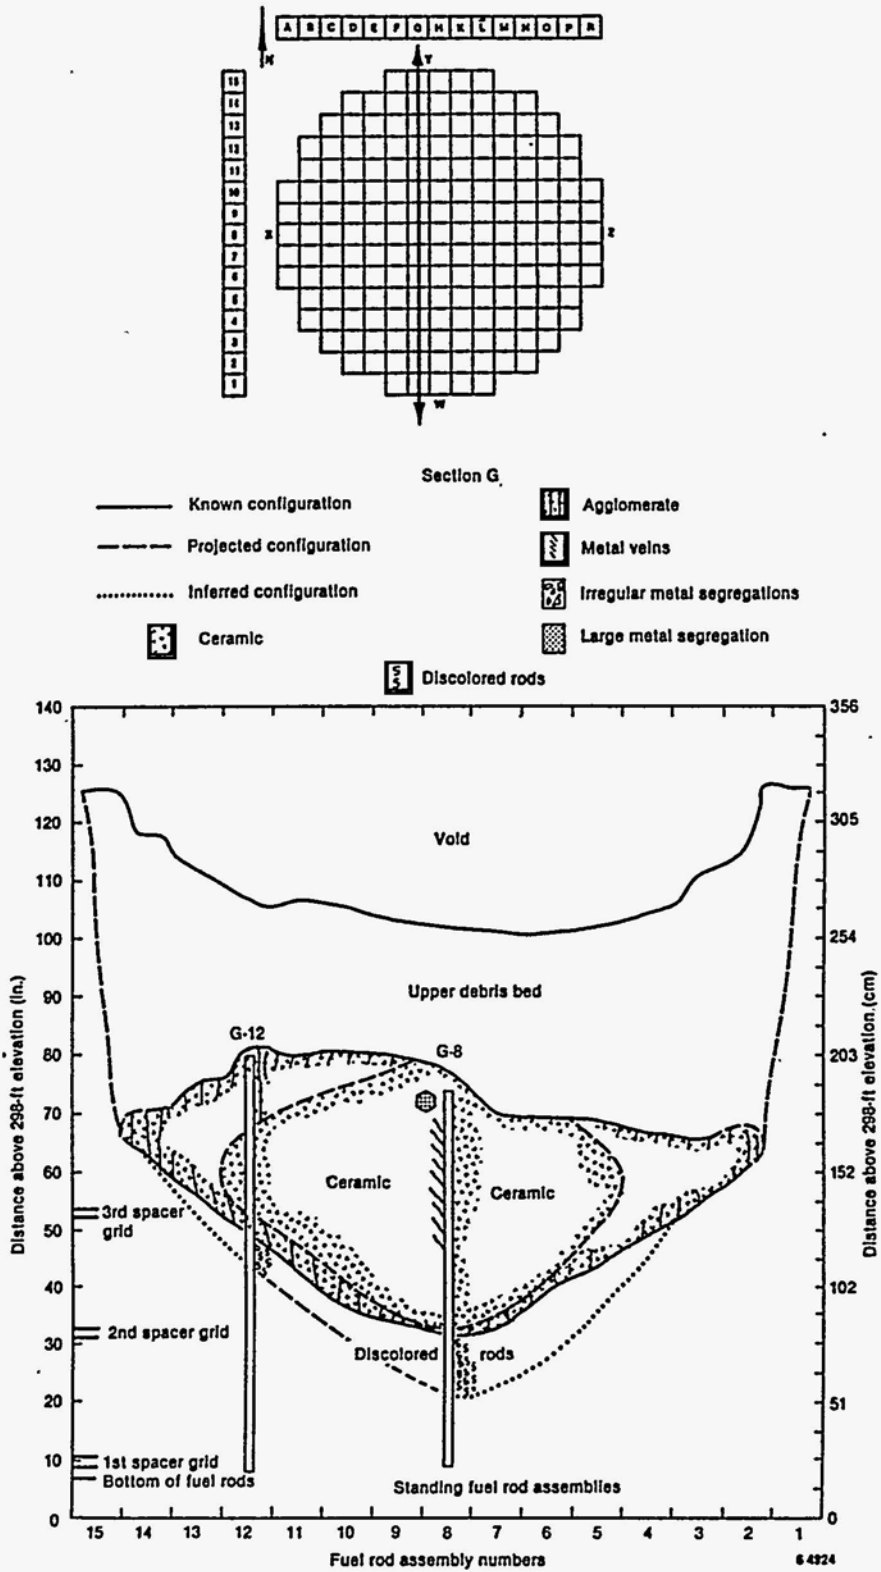 A B C D E F G H K L M N O P R
X
Y
15
14
13
12
11
10
9
8
7
6
5
4
3
2
1
X
Z
W
Section G
Known configuration
Agglomerate
Projected configuration
Metal veins
Inferred configuration
Irregular metal segregations
Ceramic
Large metal segregation
Discolored rods
140
356
130
120
305
Void
110
100
254
Upper debris bed
90
G-12
80
G-8
203
70
60
Ceramic
Ceramic
152
3rd spacer
grid
50
40
102
2nd spacer grid
30
Discolored rods
20
51
10
1st spacer grid
Bottom of fuel rods
Standing fuel rod assemblies
0
0
15 14 13 12 11 10 9 8 7 6 5 4 3 2 1
Fuel rod assembly numbers
6 4924
Distance above 298-ft elevation (in.)
Distance above 298-ft elevation (cm)